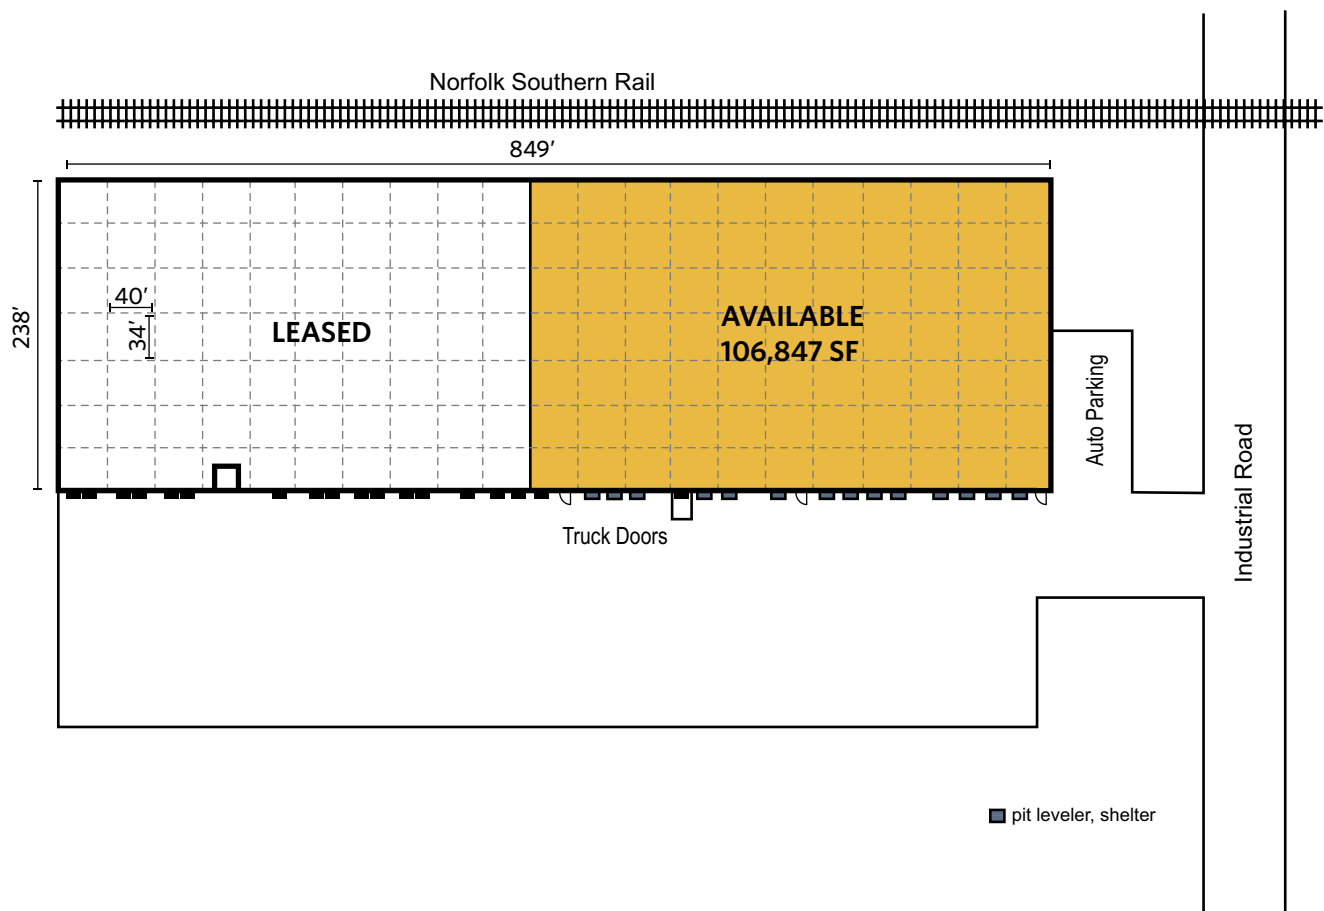 Norfolk Southern Rail
849’
238’
40’
34’
LEASED
AVAILABLE
106,847 SF
Auto Parking
Industrial Road
Truck Doors
pit leveler, shelter